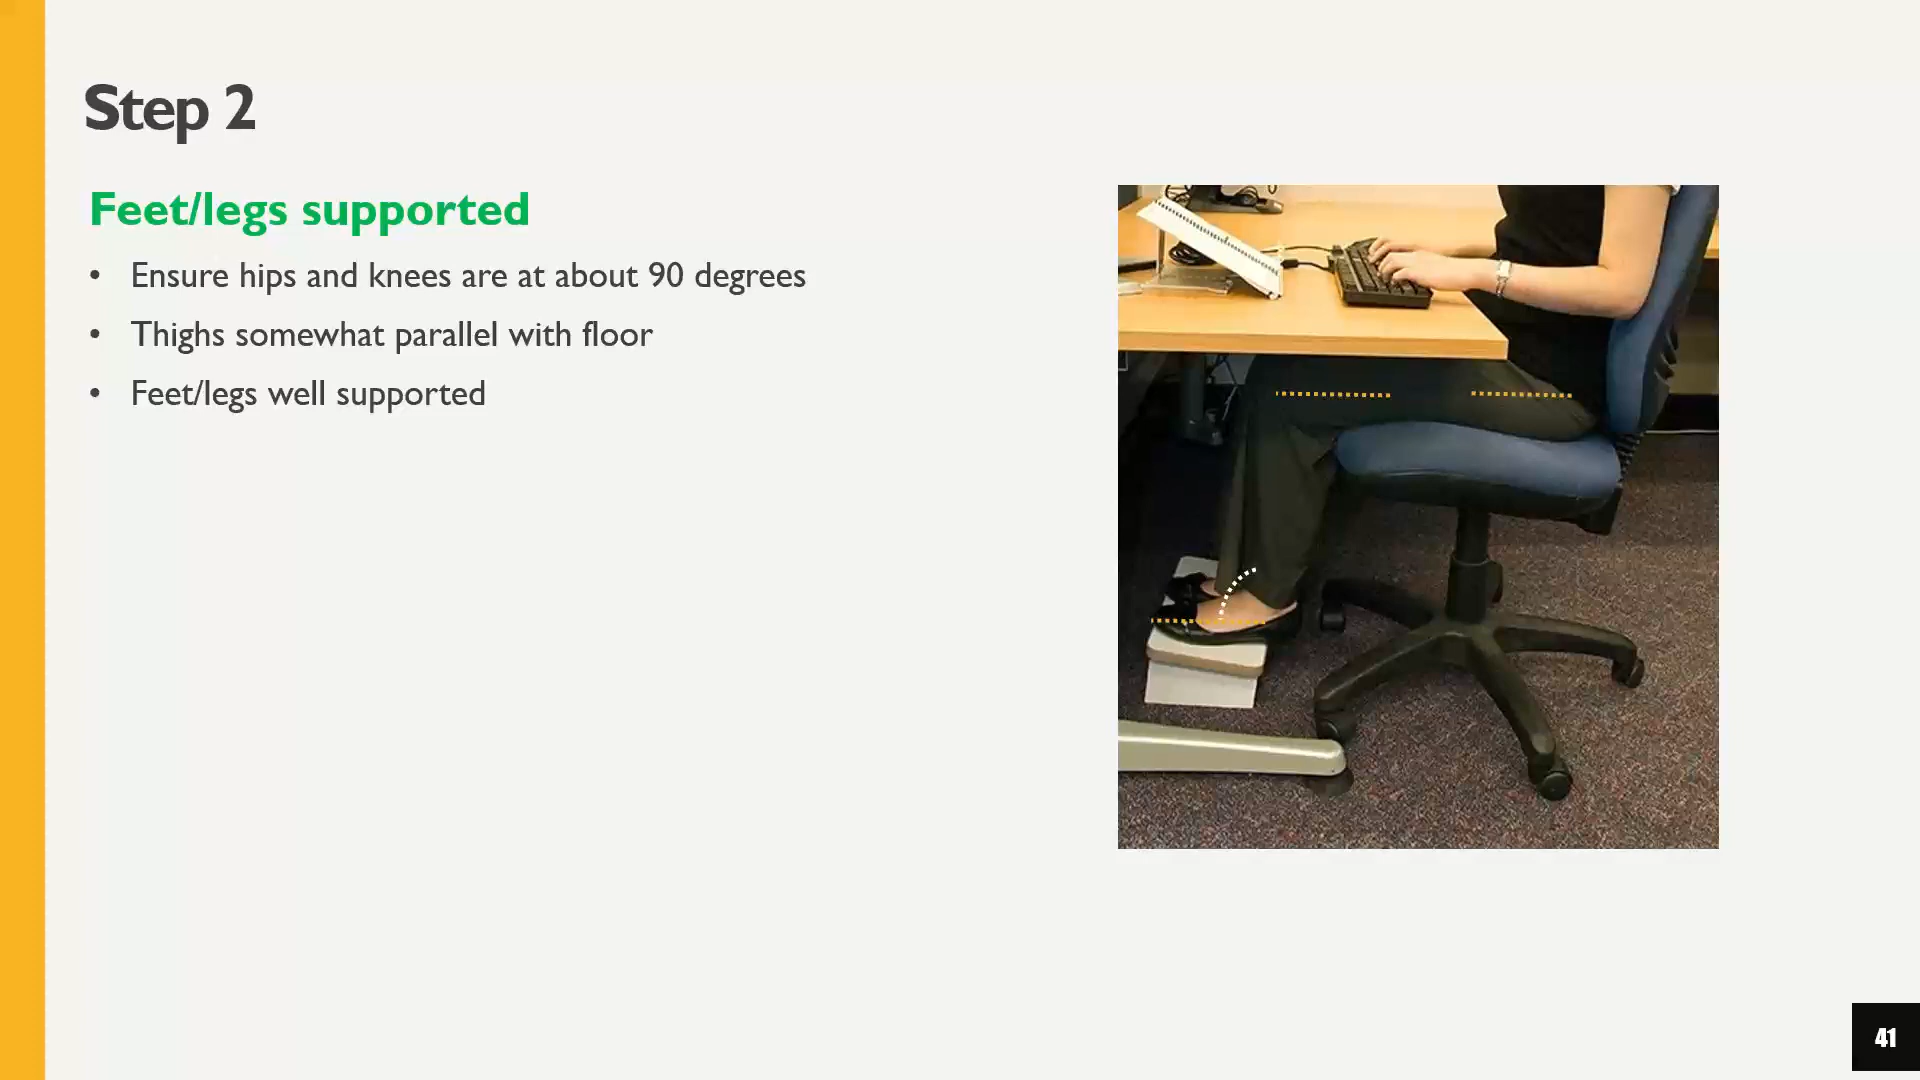 Step 2
Feet/legs supported
• Ensure hips and knees are at about 90 degrees
• Thighs somewhat parallel with floor
• Feet/legs well supported
41